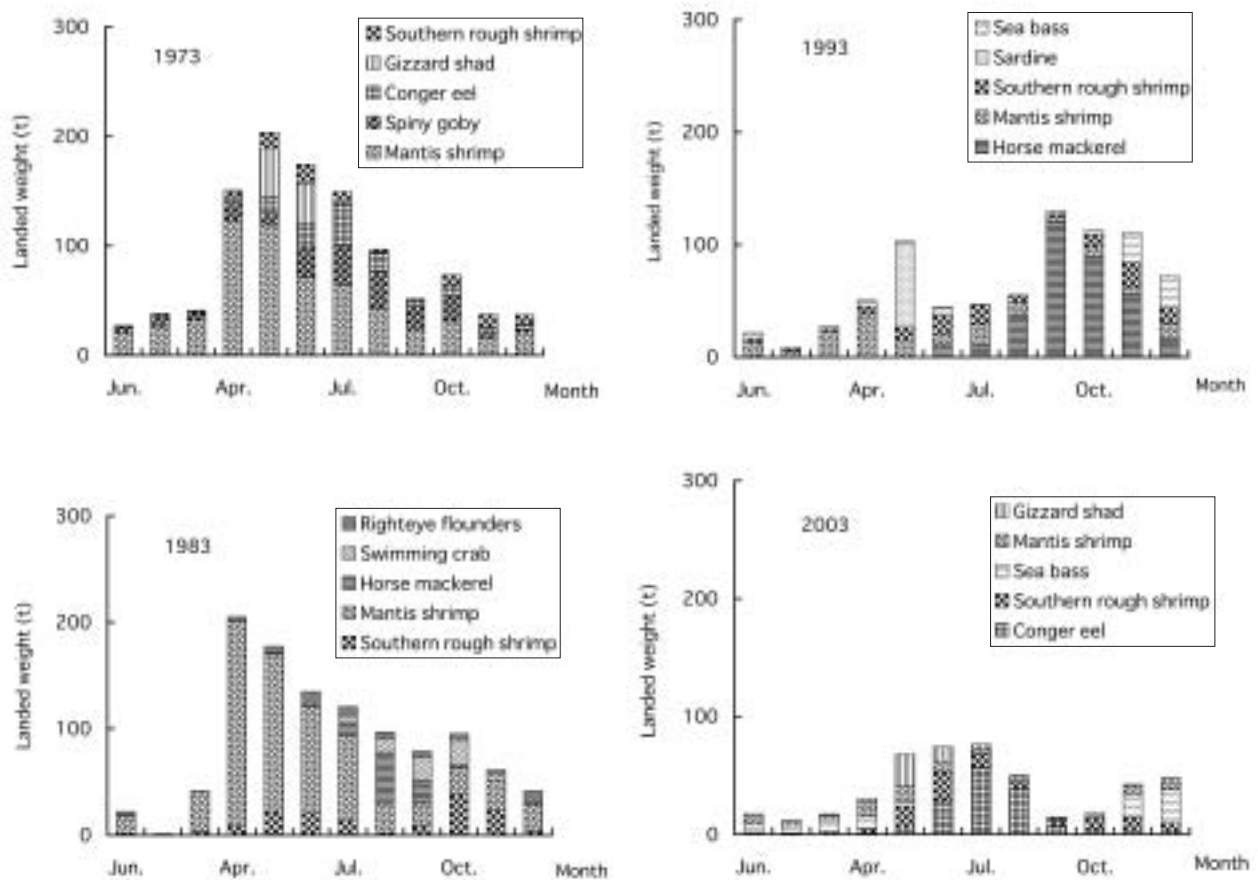 300
200
100
0
Landed weight (t)
1973
Southern rough shrimp
Gizzard shad
Conger eel
Spiny goby
Mantis shrimp
Jun.
Apr.
Jul.
Oct.
Month
300
200
100
0
Landed weight (t)
1993
Sea bass
Sardine
Southern rough shrimp
Mantis shrimp
Horse mackerel
Jun.
Apr.
Jul.
Oct.
Month
300
200
100
0
Landed weight (t)
1983
Righteye flounders
Swimming crab
Horse mackerel
Mantis shrimp
Southern rough shrimp
Jun.
Apr.
Jul.
Oct.
Month
300
200
100
0
Landed weight (t)
2003
Gizzard shad
Mantis shrimp
Sea bass
Southern rough shrimp
Conger eel
Jun.
Apr.
Jul.
Oct.
Month